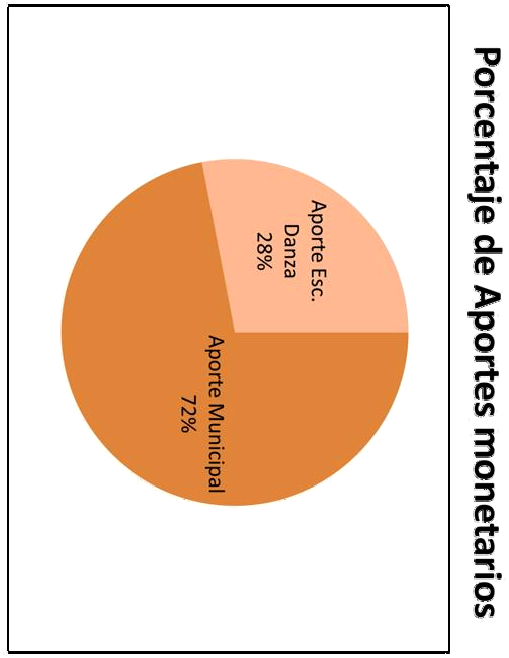 Porcentaje de Aportes monetarios
Aporte Esc.
Danza
28%
Aporte Municipal
72%